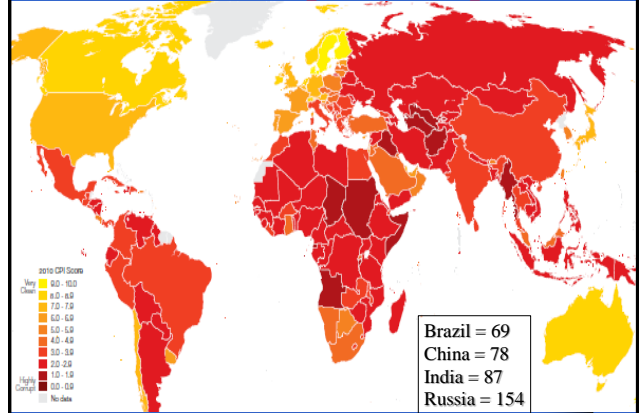 2010 CPI Score
Very
Clean
9.0 - 10.0
8.0 - 8.9
7.0 - 7.9
6.0 - 6.9
5.0 - 5.9
4.0 - 4.9
3.0 - 3.9
2.0 - 2.9
1.0 - 1.9
Highly
Corrupt
0.0 - 0.9
No data
Brazil = 69
China = 78
India = 87
Russia = 154